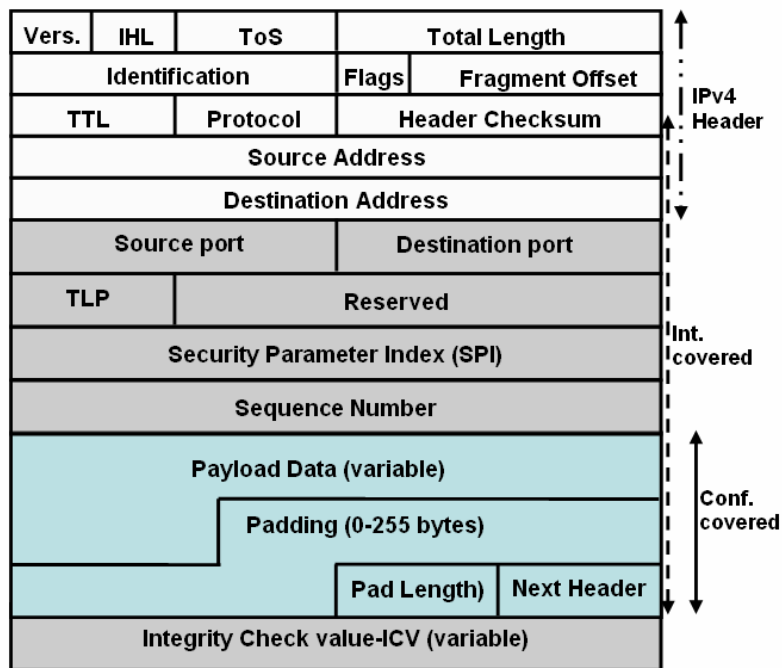 Vers. IHL ToS Total Length
Identification Flags Fragment Offset
TTL Protocol Header Checksum
Source Address
Destination Address
Source port Destination port
TLP Reserved
Security Parameter Index (SPI)
Sequence Number
Payload Data (variable)
Padding (0-255 bytes)
Pad Length) Next Header
Integrity Check value-ICV (variable)
IPv4
Header
Int.
covered
Conf.
covered